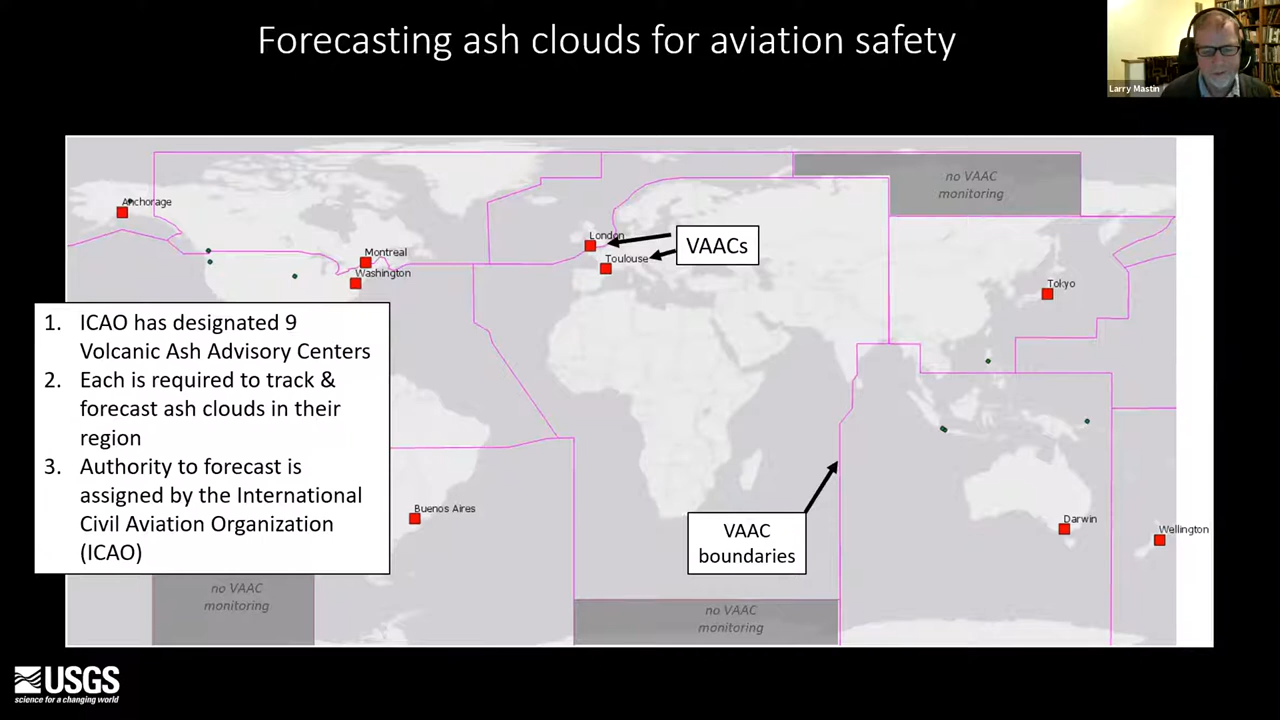 Forecasting ash clouds for aviation safety
Larry Mastin
no VAAC
monitoring
Anchorage
London
VAACs
Montreal
Toulouse
Washington
Tokyo
1. ICAO has designated 9
Volcanic Ash Advisory Centers
2. Each is required to track &
forecast ash clouds in their
region
3. Authority to forecast is
assigned by the International
Civil Aviation Organization
(ICAO)
Buenos Aires
VAAC
boundaries
Darwin
Wellington
no VAAC
monitoring
no VAAC
monitoring
USGS
science for a changing world